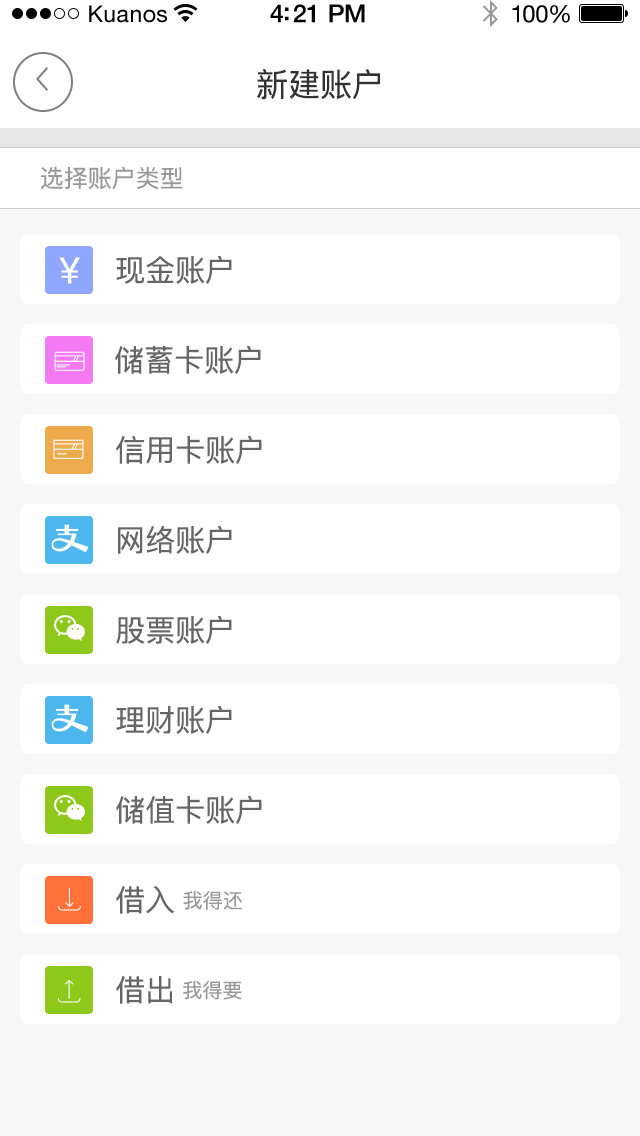 Kuanos 4:21 PM 100%
新建账户
选择账户类型
¥ 现金账户
储蓄卡账户
信用卡账户
支 网络账户
股票账户
支 理财账户
储值卡账户
借入 我得还
借出 我得要